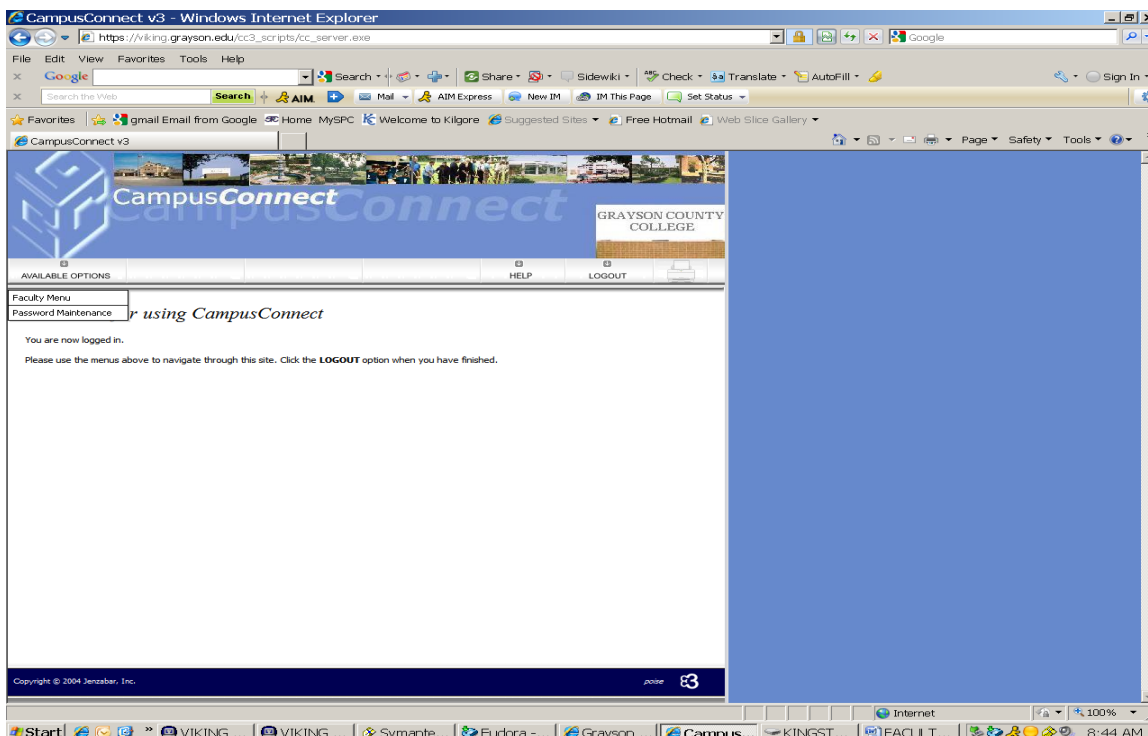 CampusConnect v3 - Windows Internet Explorer
https://viking.grayson.edu/cc3_scripts/cc_server.exe
Google
File Edit View Favorites Tools Help
Google Search Share Sidewiki Check Translate AutoFill Sign In
Search the Web Search AIM Mail AIM Express New IM IM This Page Set Status
Favorites gmail Email from Google Home MySPC Welcome to Kilgore Suggested Sites Free Hotmail Web Slice Gallery
CampusConnect v3
Page Safety Tools
CampusConnect
CampusConnect
GRAYSON COUNTY
COLLEGE
AVAILABLE OPTIONS HELP LOGOUT
Faculty Menu
Password Maintenance
r using CampusConnect
You are now logged in.
Please use the menus above to navigate through this site. Click the LOGOUT option when you have finished.
Copyright © 2004 Jenzabar, Inc.
poise E3
Internet 100%
Start VIKING ... VIKING ... Symante... Eudora - ... Grayson ... Campus... KINGST... FACULT... 8:44 AM